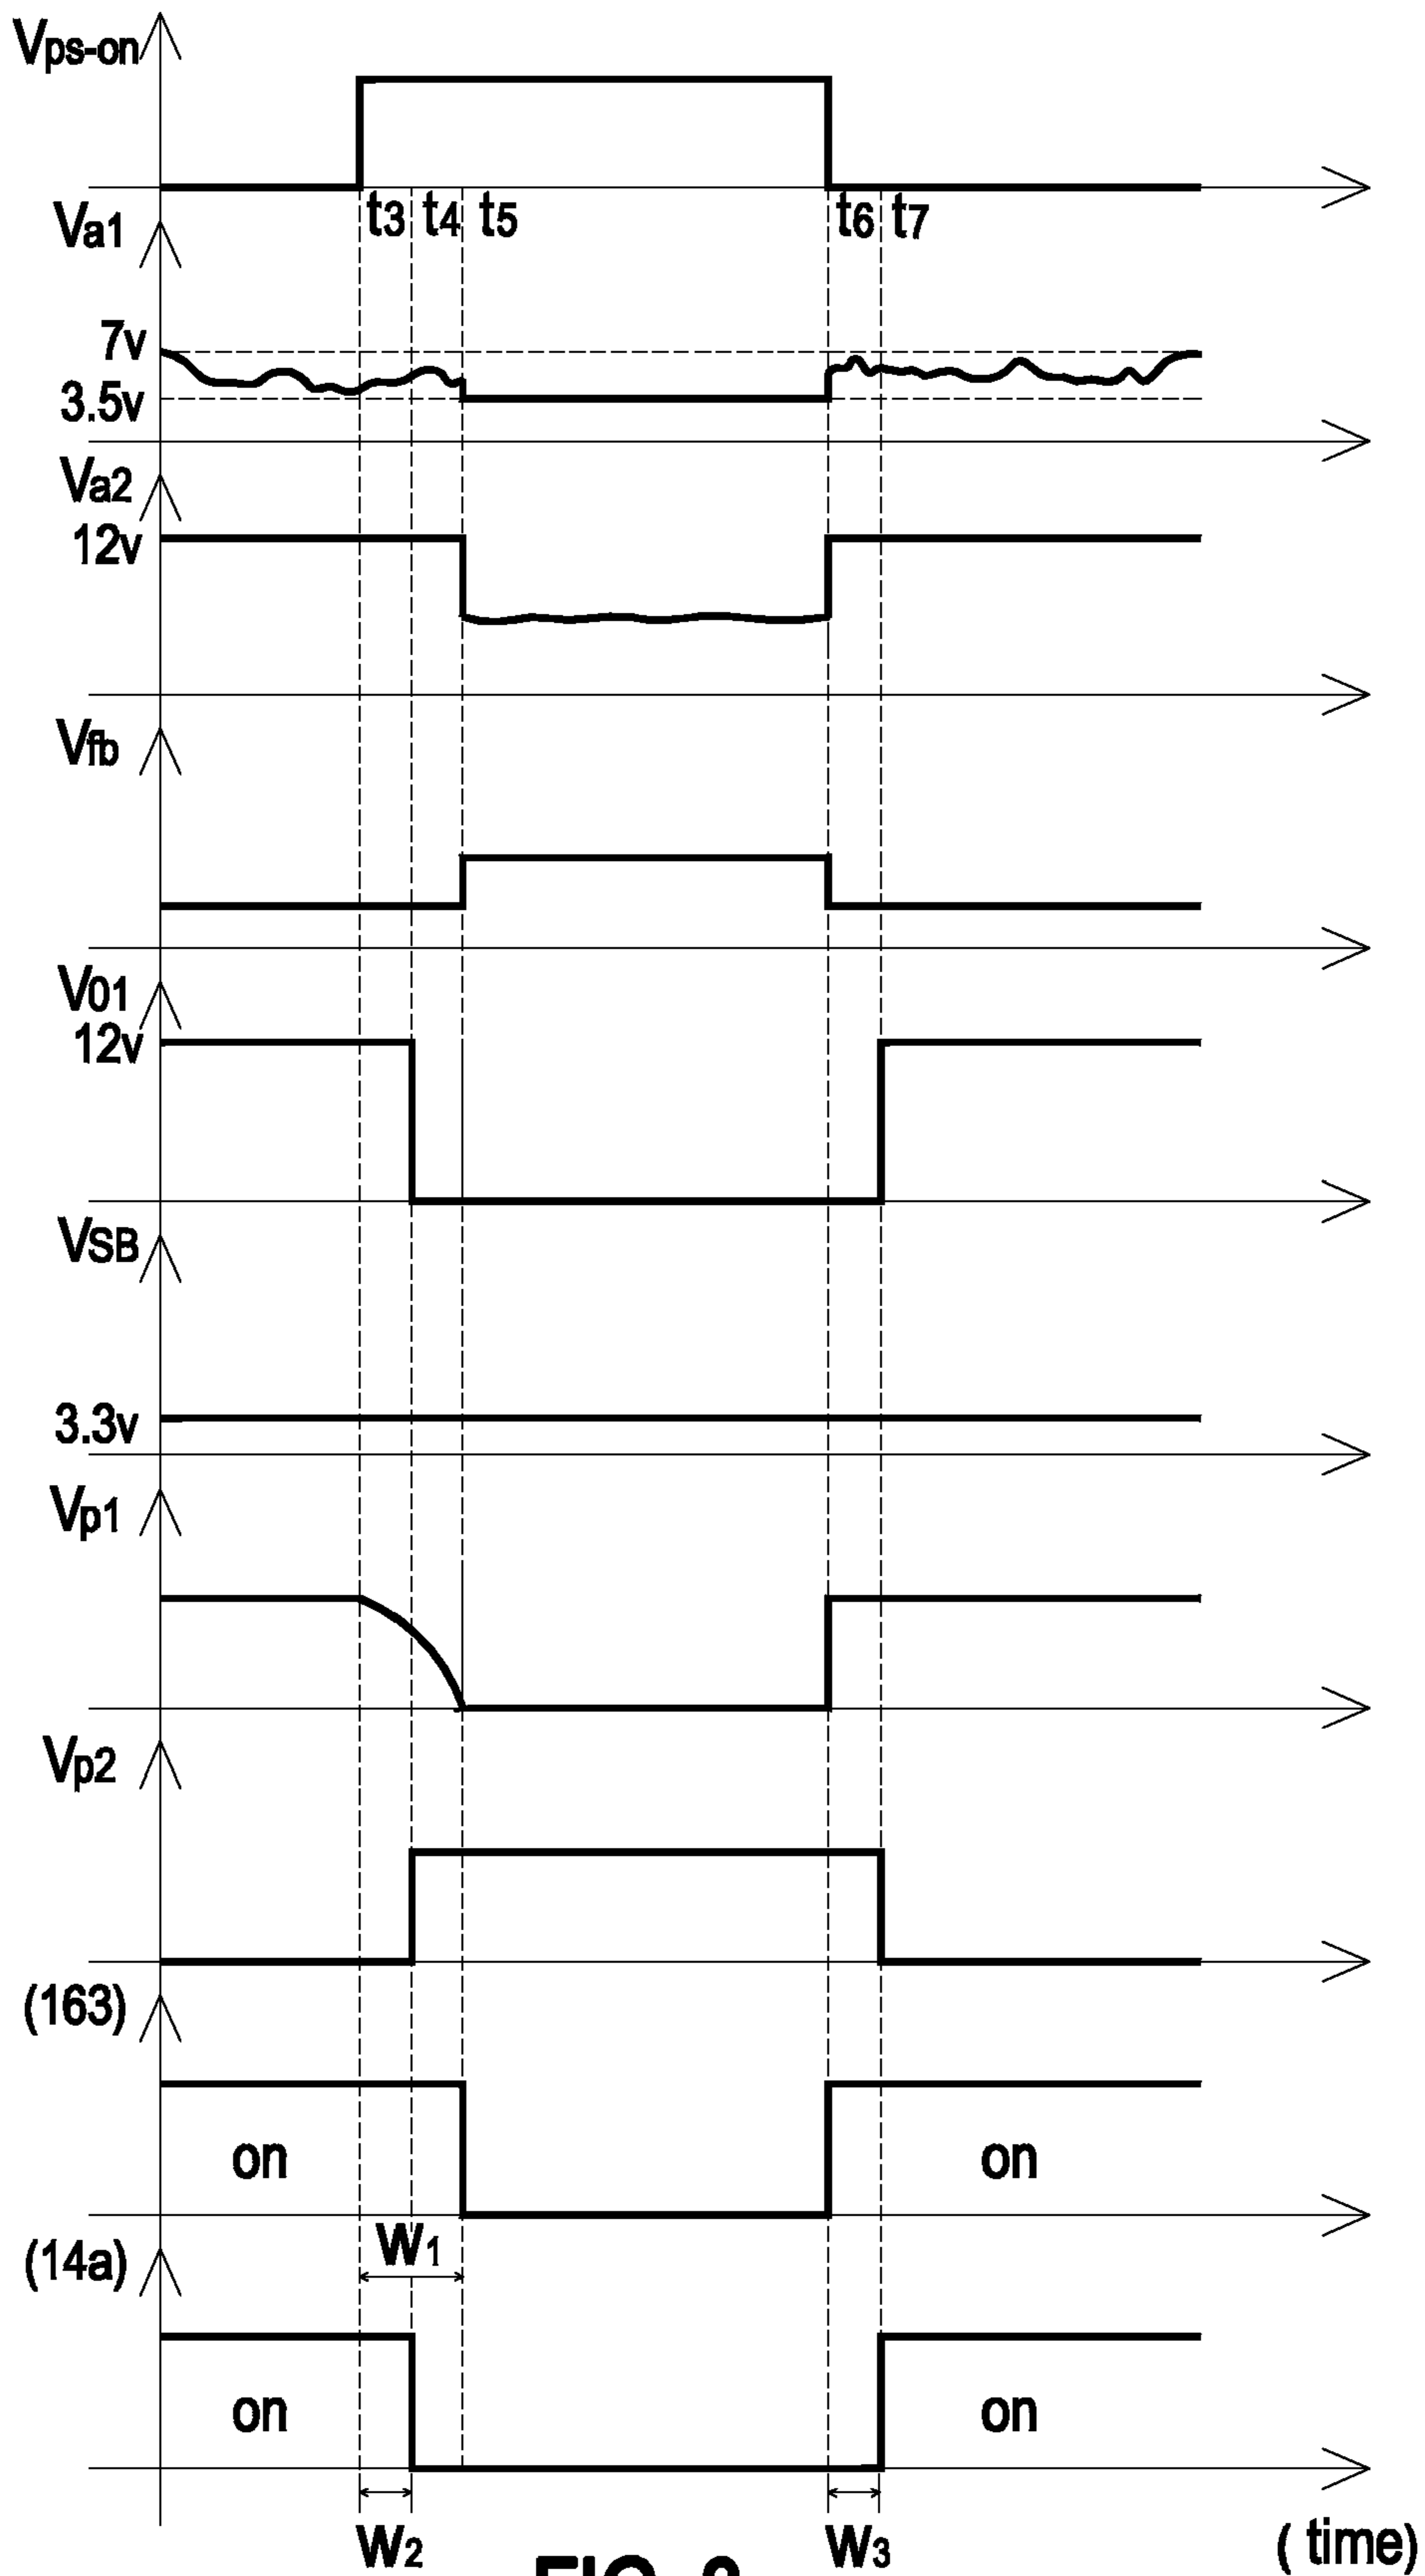 Vps-on
t3 t4 t5 t6 t7
Va1
7v
3.5v
Va2
12v
Vfb
V01
12v
VSB
3.3v
Vp1
Vp2
(163)
on on
W1
(14a)
on on
W2 W3 ( time)